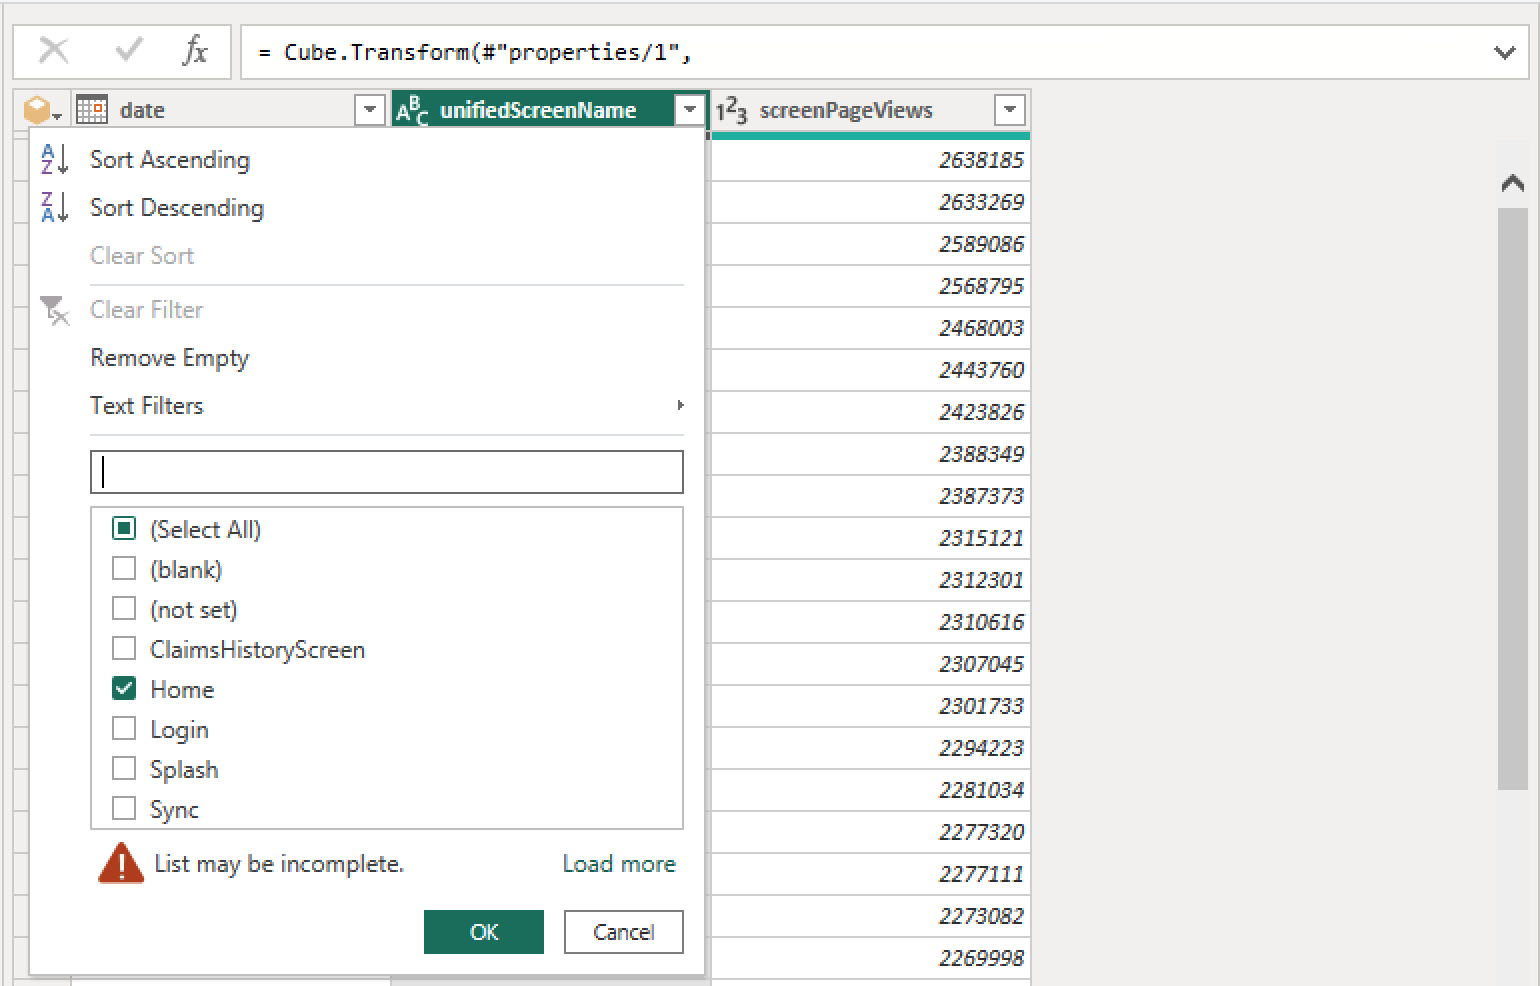 fx
= Cube.Transform(#"properties/1",
date
ABC unifiedScreenName
123 screenPageViews
Sort Ascending
Sort Descending
Clear Sort
Clear Filter
Remove Empty
Text Filters
(Select All)
(blank)
(not set)
ClaimsHistoryScreen
Home
Login
Splash
Sync
List may be incomplete.
Load more
OK
Cancel
2638185
2633269
2589086
2568795
2468003
2443760
2423826
2388349
2387373
2315121
2312301
2310616
2307045
2301733
2294223
2281034
2277320
2277111
2273082
2269998